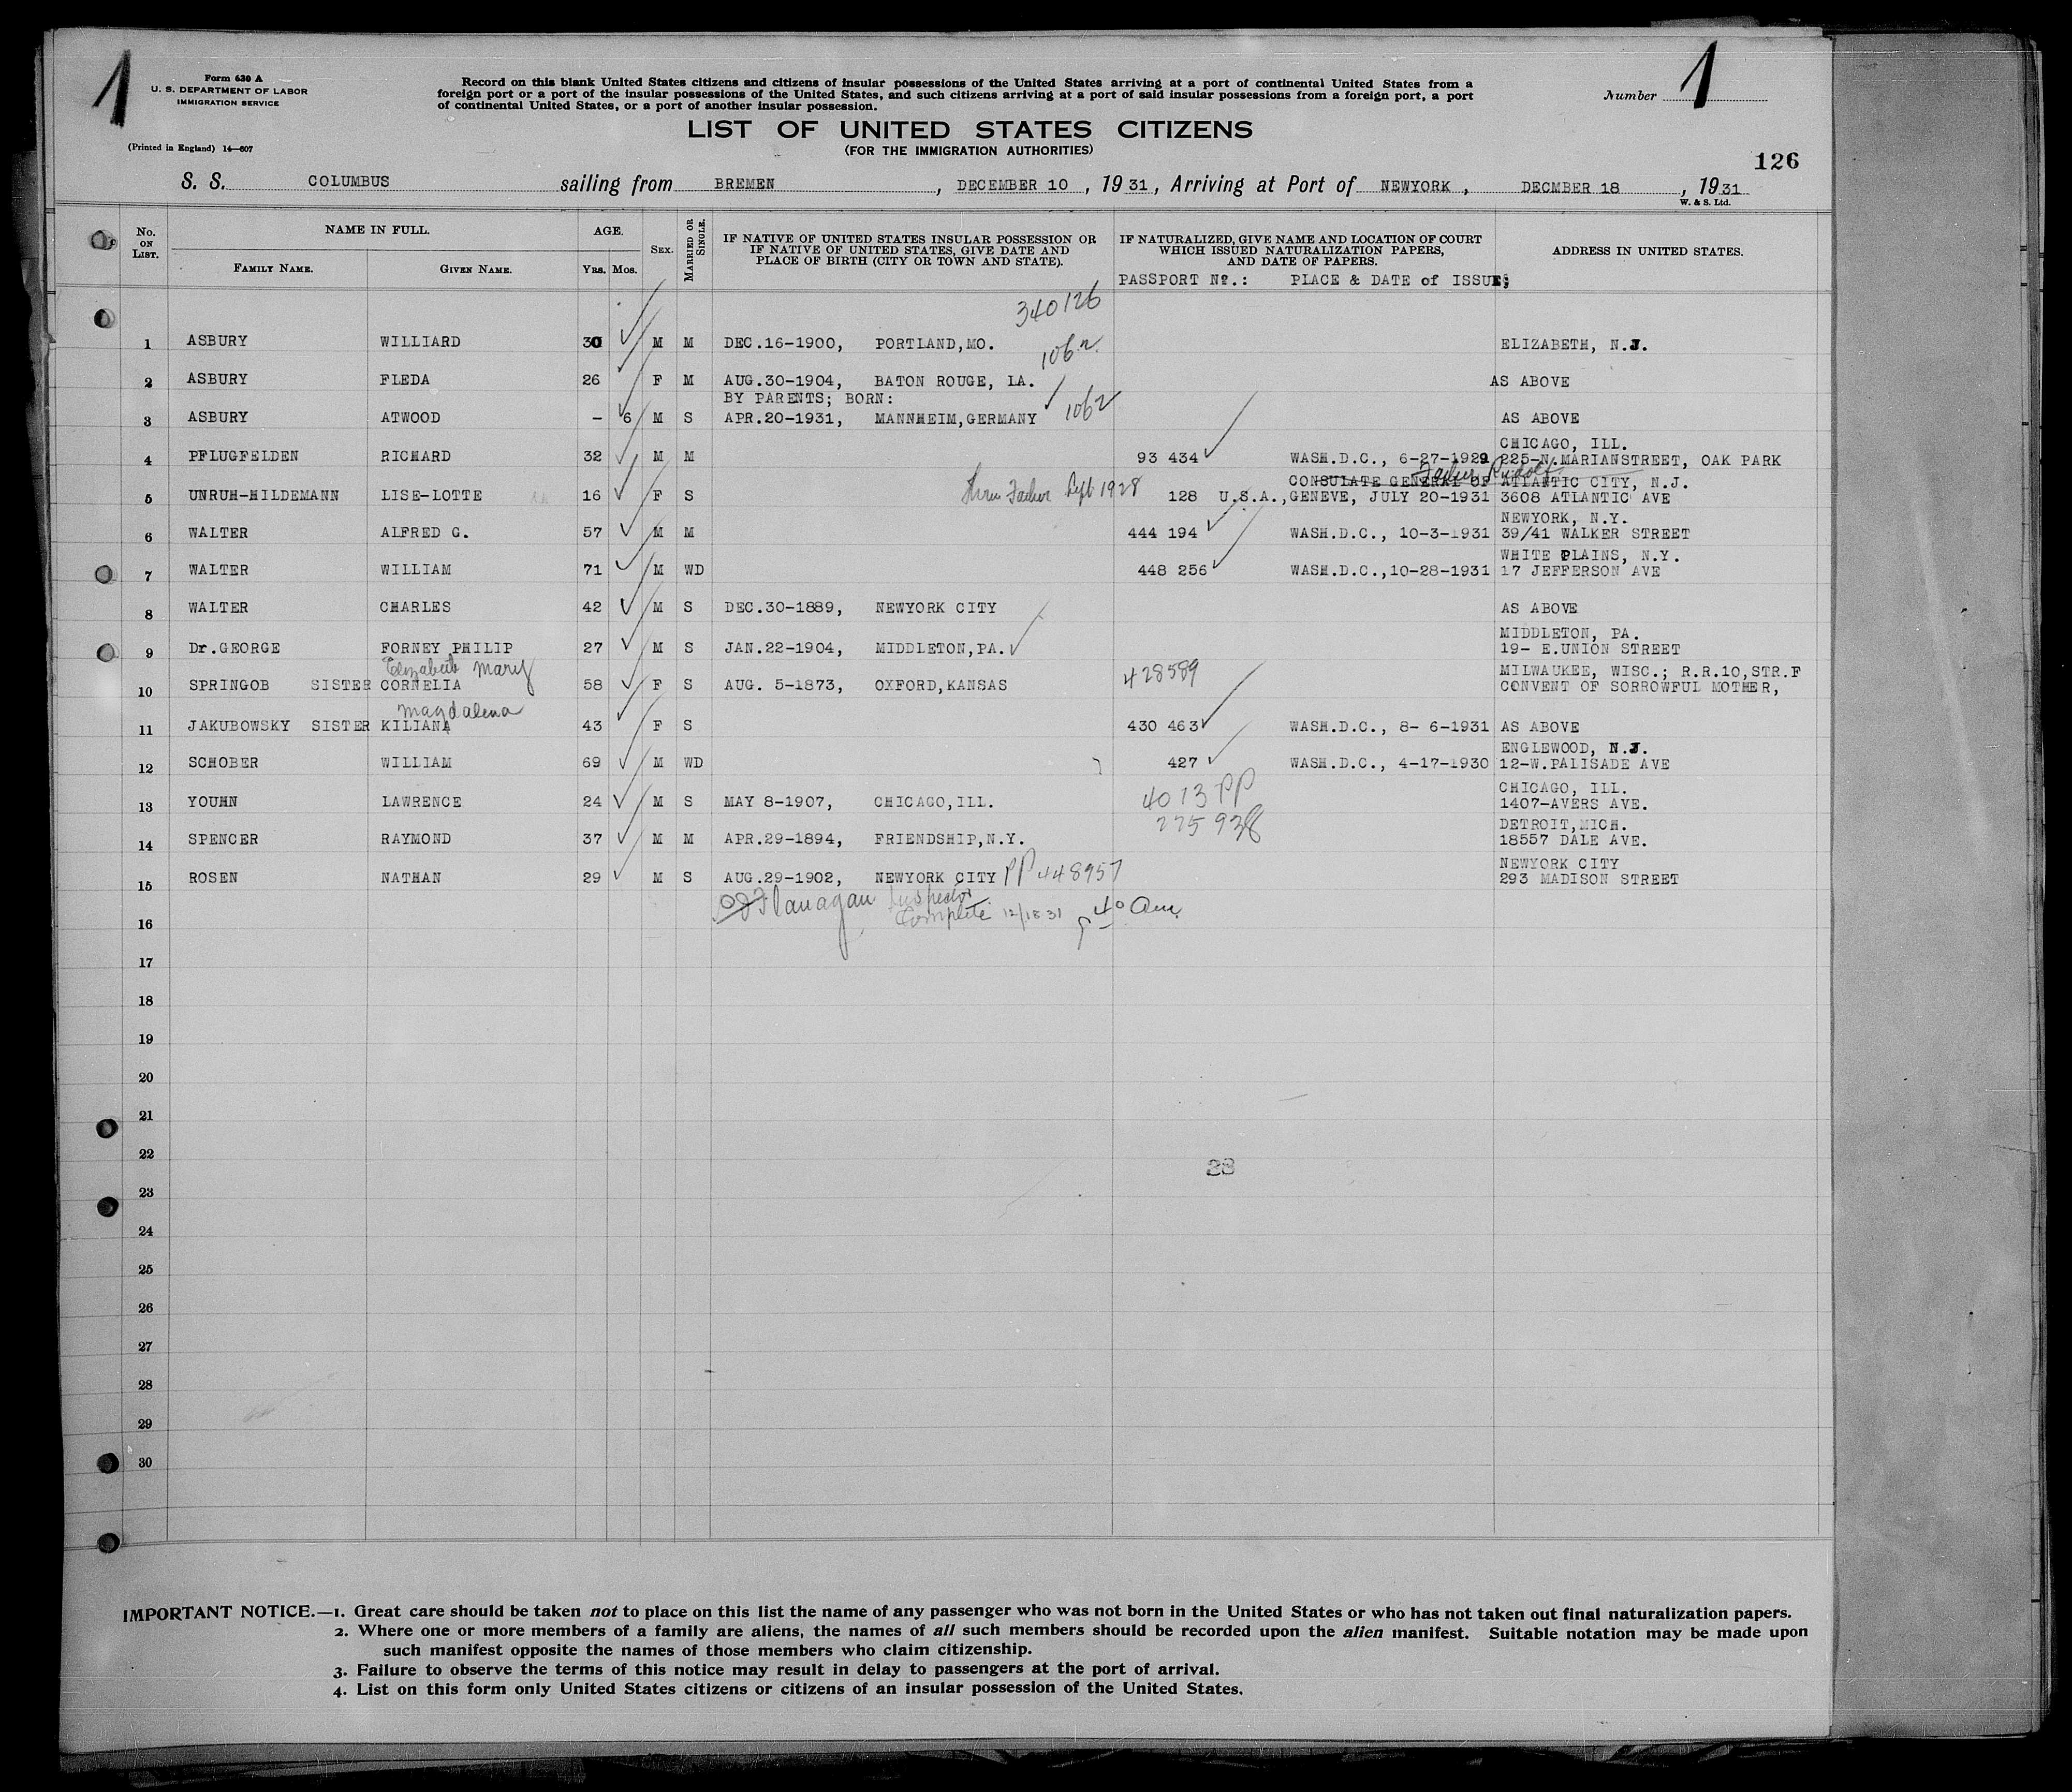 1
Form 630 A
U. S. DEPARTMENT OF LABOR
IMMIGRATION SERVICE
(Printed in England) 14—607
Record on this blank United States citizens and citizens of insular possessions of the United States arriving at a port of continental United States from a
foreign port or a port of the insular possessions of the United States, and such citizens arriving at a port of said insular possessions from a foreign port, a port
of continental United States, or a port of another insular possession.
Number 1
LIST OF UNITED STATES CITIZENS
(FOR THE IMMIGRATION AUTHORITIES)
126
S. S. COLUMBUS sailing from BREMEN, DECEMBER 10, 1931, Arriving at Port of NEWYORK, DECMBER 18, 1931
W. & S. Ltd.
No. ON LIST. NAME IN FULL. FAMILY NAME. GIVEN NAME. AGE. YRS. MOS. SEX. MARRIED OR SINGLE.
IF NATIVE OF UNITED STATES INSULAR POSSESSION OR
IF NATIVE OF UNITED STATES, GIVE DATE AND
PLACE OF BIRTH (CITY OR TOWN AND STATE).
IF NATURALIZED, GIVE NAME AND LOCATION OF COURT
WHICH ISSUED NATURALIZATION PAPERS,
AND DATE OF PAPERS.
PASSPORT Nº.: PLACE & DATE of ISSUE;
ADDRESS IN UNITED STATES.
340126
1 ASBURY WILLIARD 30 M M DEC.16-1900, PORTLAND,MO. ELIZABETH, N.J.
1062
2 ASBURY FLEDA 26 F M AUG.30-1904, BATON ROUGE, LA. AS ABOVE
BY PARENTS; BORN:
3 ASBURY ATWOOD – 6 M S APR.20-1931, MANNHEIM,GERMANY 1062 AS ABOVE
CHICAGO, ILL.
4 PFLUGFELDEN RICHARD 32 M M 93 434 WASH.D.C., 6-27-1929 225-N.MARIANSTREET, OAK PARK
Father Rudolf
CONSULATE GENERAL OF ATLANTIC CITY, N.J.
5 UNRUH-HILDEMANN LISE-LOTTE 16 F S Thru Father Sept 1928 128 U.S.A., GENEVE, JULY 20-1931 3608 ATLANTIC AVE
NEWYORK, N.Y.
6 WALTER ALFRED G. 57 M M 444 194 WASH.D.C., 10-3-1931 39/41 WALKER STREET
WHITE PLAINS, N.Y.
7 WALTER WILLIAM 71 M WD 448 256 WASH.D.C.,10-28-1931 17 JEFFERSON AVE
8 WALTER CHARLES 42 M S DEC.30-1889, NEWYORK CITY AS ABOVE
MIDDLETON, PA.
9 Dr.GEORGE FORNEY PHILIP 27 M S JAN.22-1904, MIDDLETON,PA. 19- E.UNION STREET
Elizabeth Mary 428589 MILWAUKEE, WISC.; R.R.10,STR.F
10 SPRINGOB SISTER CORNELIA 58 F S AUG. 5-1873, OXFORD,KANSAS CONVENT OF SORROWFUL MOTHER,
Magdalena
11 JAKUBOWSKY SISTER KILIANA 43 F S 430 463 WASH.D.C., 8- 6-1931 AS ABOVE
ENGLEWOOD, N.J.
12 SCHOBER WILLIAM 69 M WD 427 WASH.D.C., 4-17-1930 12-W.PALISADE AVE
4013 PP CHICAGO, ILL.
13 YOUHN LAWRENCE 24 M S MAY 8-1907, CHICAGO,ILL. 1407-AVERS AVE.
225938 DETROIT,MICH.
14 SPENCER RAYMOND 37 M M APR.29-1894, FRIENDSHIP,N.Y. 18557 DALE AVE.
NEWYORK CITY
15 ROSEN NATHAN 29 M S AUG.29-1902, NEWYORK CITY PP 448957 293 MADISON STREET
Flanagan Inspector
Complete 12/18 31 9 40 am.
16
17
18
19
20
21
22
23
24
25
26
27
28
29
30
IMPORTANT NOTICE.—1. Great care should be taken not to place on this list the name of any passenger who was not born in the United States or who has not taken out final naturalization papers.
2. Where one or more members of a family are aliens, the names of all such members should be recorded upon the alien manifest. Suitable notation may be made upon
such manifest opposite the names of those members who claim citizenship.
3. Failure to observe the terms of this notice may result in delay to passengers at the port of arrival.
4. List on this form only United States citizens or citizens of an insular possession of the United States.